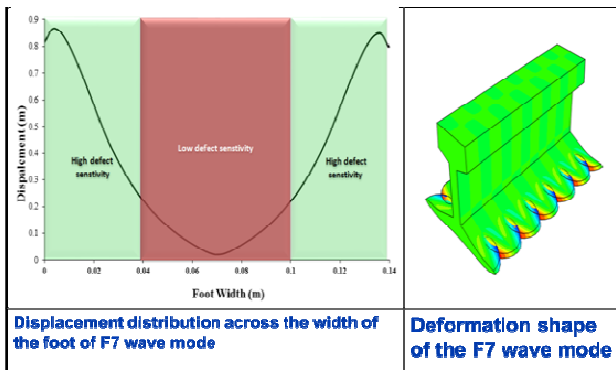 0.9
0.8
0.7
0.6
0.5
0.4
0.3
0.2
0.1
0
Dispalement (m)
High defect
senstivity
Low defect senstivity
High defect
senstivity
0 0.02 0.04 0.06 0.08 0.1 0.12 0.14
Foot Width (m)
Displacement distribution across the width of
the foot of F7 wave mode
Deformation shape
of the F7 wave mode